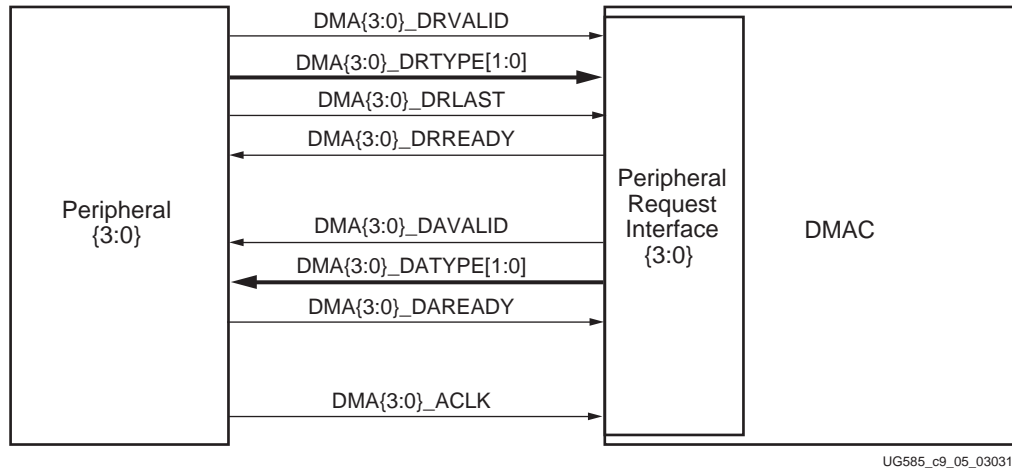 DMA{3:0}_DRVALID
DMA{3:0}_DRTYPE[1:0]
DMA{3:0}_DRLAST
DMA{3:0}_DRREADY
Peripheral
{3:0}
DMA{3:0}_DAVALID
DMA{3:0}_DATYPE[1:0]
DMA{3:0}_DAREADY
DMA{3:0}_ACLK
Peripheral
Request
Interface
{3:0}
DMAC
UG585_c9_05_03031